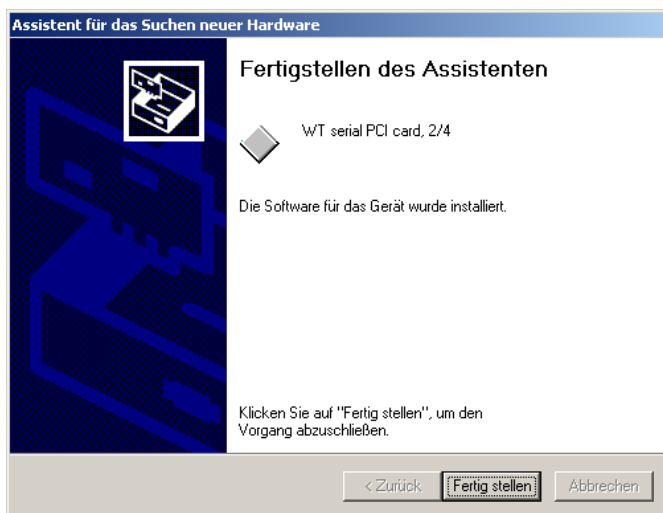 Assistent für das Suchen neuer Hardware
Fertigstellen des Assistenten
WT serial PCI card, 2/4
Die Software für das Gerät wurde installiert.
Klicken Sie auf "Fertig stellen", um den
Vorgang abzuschließen.
< Zurück Fertig stellen Abbrechen